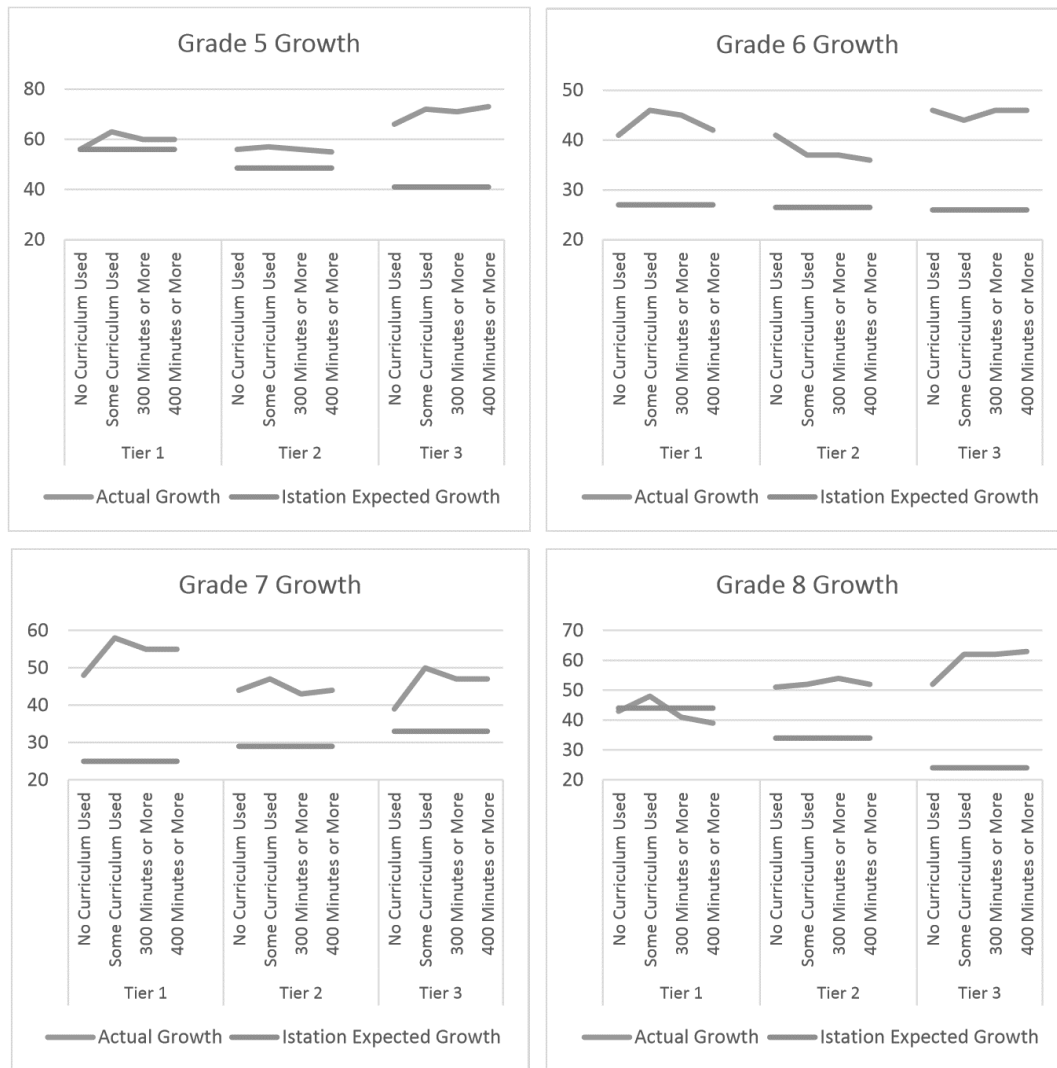 Grade 5 Growth
80
60
40
20
No Curriculum Used
Some Curriculum Used
300 Minutes or More
400 Minutes or More
No Curriculum Used
Some Curriculum Used
300 Minutes or More
400 Minutes or More
No Curriculum Used
Some Curriculum Used
300 Minutes or More
400 Minutes or More
Tier 1 Tier 2 Tier 3
Actual Growth Istation Expected Growth
Grade 6 Growth
50
40
30
20
No Curriculum Used
Some Curriculum Used
300 Minutes or More
400 Minutes or More
No Curriculum Used
Some Curriculum Used
300 Minutes or More
400 Minutes or More
No Curriculum Used
Some Curriculum Used
300 Minutes or More
400 Minutes or More
Tier 1 Tier 2 Tier 3
Actual Growth Istation Expected Growth
Grade 7 Growth
60
50
40
30
20
No Curriculum Used
Some Curriculum Used
300 Minutes or More
400 Minutes or More
No Curriculum Used
Some Curriculum Used
300 Minutes or More
400 Minutes or More
No Curriculum Used
Some Curriculum Used
300 Minutes or More
400 Minutes or More
Tier 1 Tier 2 Tier 3
Actual Growth Istation Expected Growth
Grade 8 Growth
70
60
50
40
30
20
No Curriculum Used
Some Curriculum Used
300 Minutes or More
400 Minutes or More
No Curriculum Used
Some Curriculum Used
300 Minutes or More
400 Minutes or More
No Curriculum Used
Some Curriculum Used
300 Minutes or More
400 Minutes or More
Tier 1 Tier 2 Tier 3
Actual Growth Istation Expected Growth